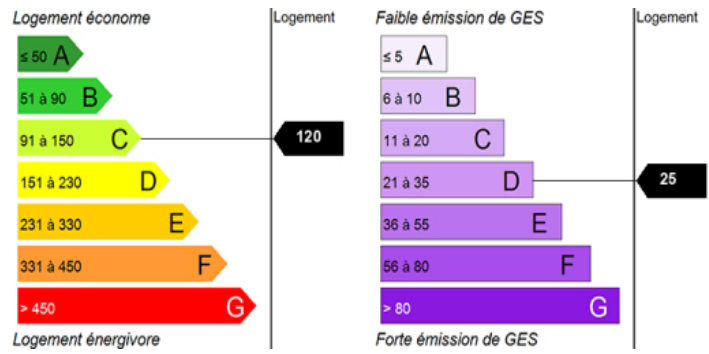 Logement économe
Logement
≤ 50 A
51 à 90 B
91 à 150 C
120
151 à 230 D
231 à 330 E
331 à 450 F
> 450 G
Logement énergivore
Faible émission de GES
Logement
≤ 5 A
6 à 10 B
11 à 20 C
21 à 35 D
25
36 à 55 E
56 à 80 F
> 80 G
Forte émission de GES